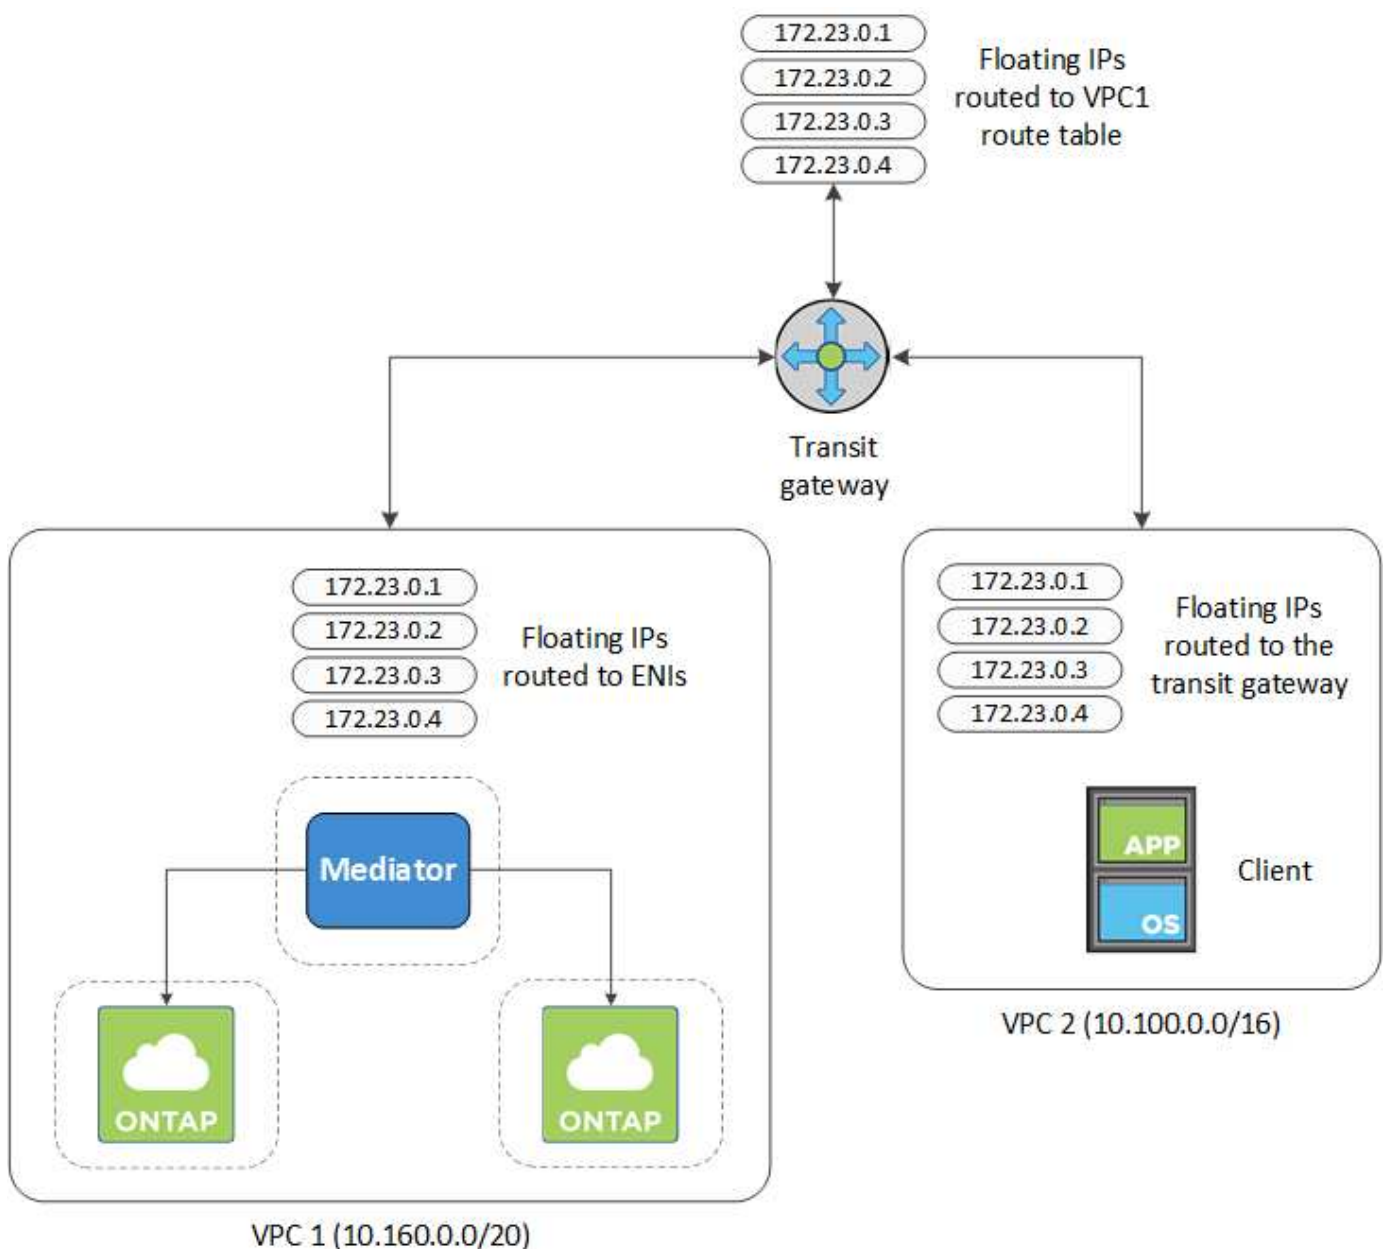 172.23.0.1
172.23.0.2
172.23.0.3
172.23.0.4
Floating IPs
routed to VPC1
route table
Transit
gateway
172.23.0.1
172.23.0.2
172.23.0.3
172.23.0.4
Floating IPs
routed to ENIs
Mediator
ONTAP
ONTAP
VPC 1 (10.160.0.0/20)
172.23.0.1
172.23.0.2
172.23.0.3
172.23.0.4
Floating IPs
routed to the
transit gateway
APP
OS
Client
VPC 2 (10.100.0.0/16)